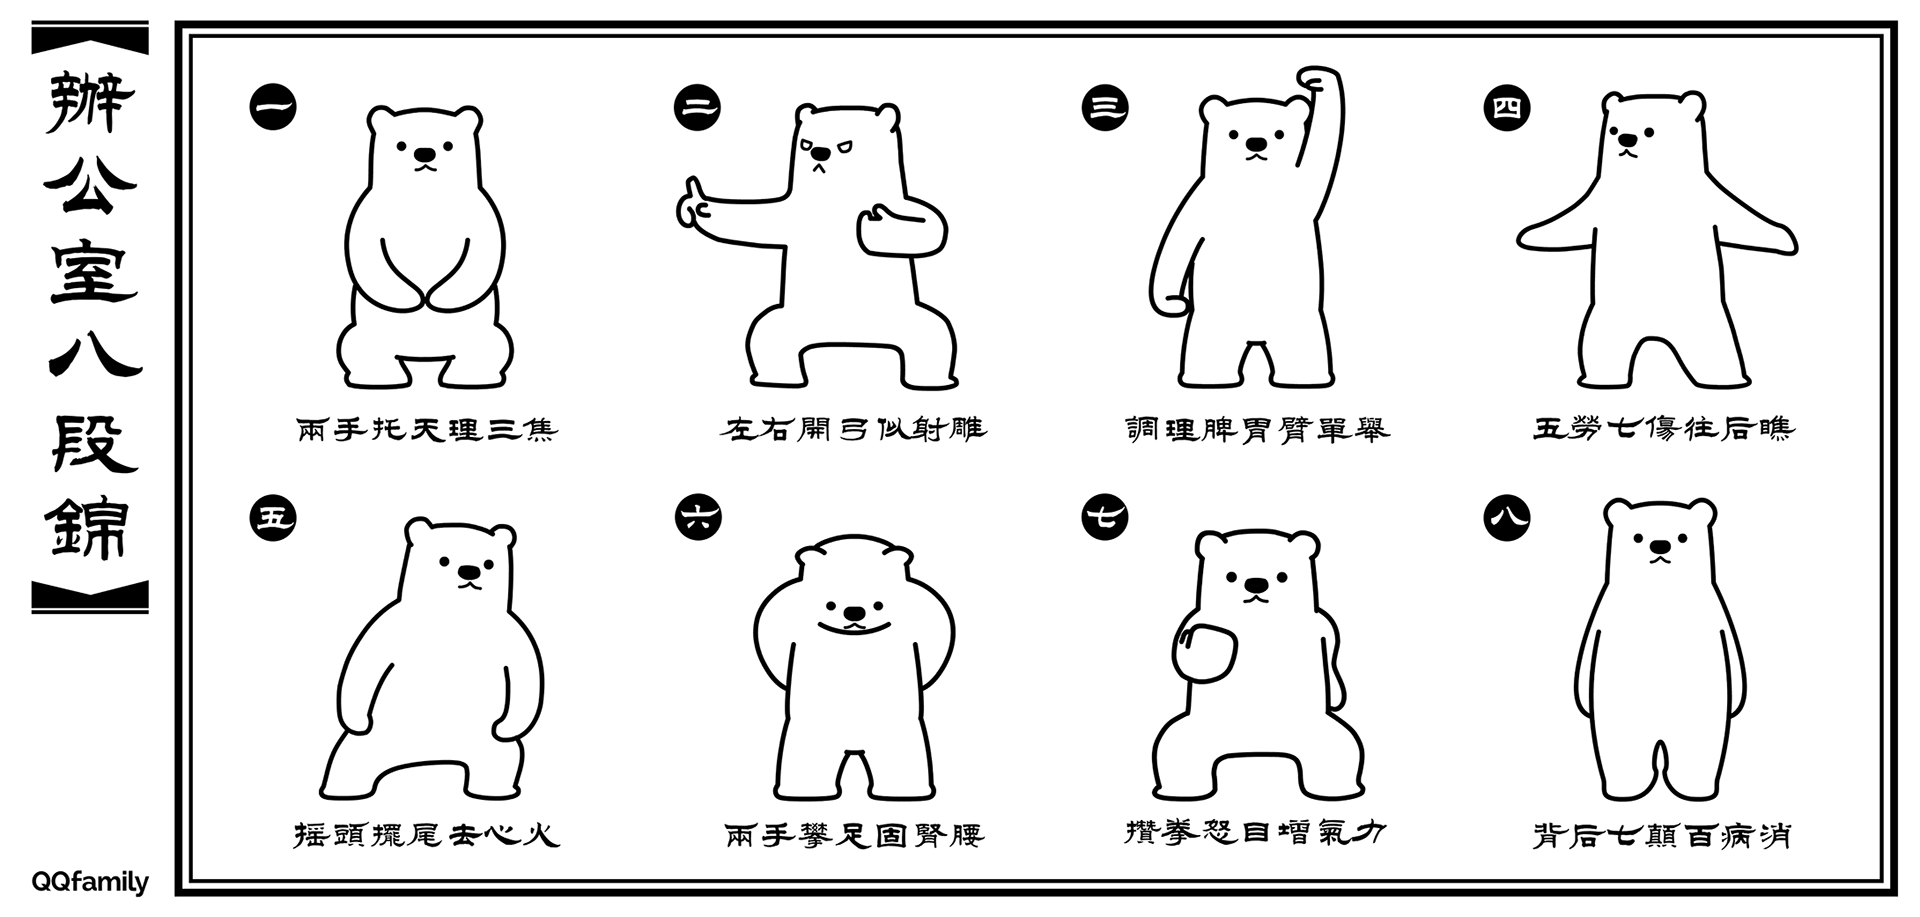 辦公室八段錦
一
兩手托天理三焦
二
左右開弓似射雕
三
調理脾胃臂單舉
四
五勞七傷往后瞧
五
摇頭擺尾去心火
六
兩手攀足固腎腰
七
攢拳怒目增氣力
八
背后七顛百病消
QQfamily